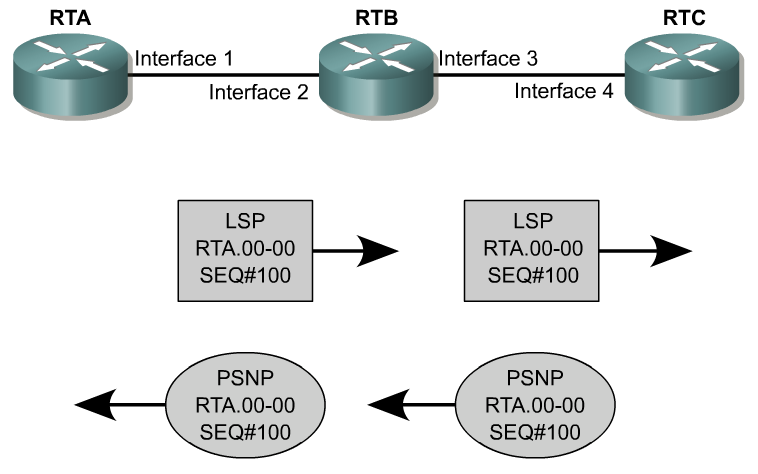 RTA
RTB
RTC
Interface 1
Interface 2
Interface 3
Interface 4
LSP
RTA.00-00
SEQ#100
LSP
RTA.00-00
SEQ#100
PSNP
RTA.00-00
SEQ#100
PSNP
RTA.00-00
SEQ#100